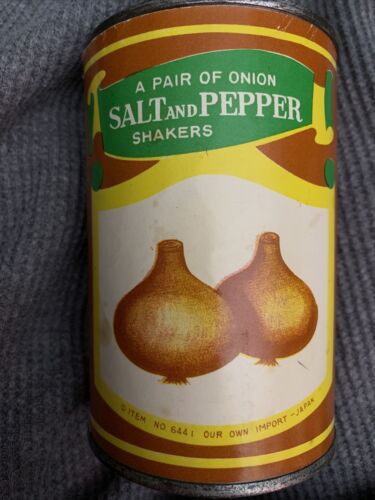 A PAIR OF ONION
SALT AND PEPPER
SHAKERS
ITEM NO 6441 OUR OWN IMPORT-JAPAN